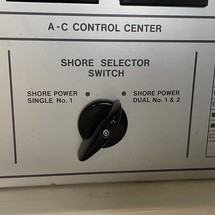 A-C CONTROL CENTER
SHORE SELECTOR
SWITCH
SHORE POWER
SINGLE No. 1
SHORE POWER
DUAL No. 1 & 2